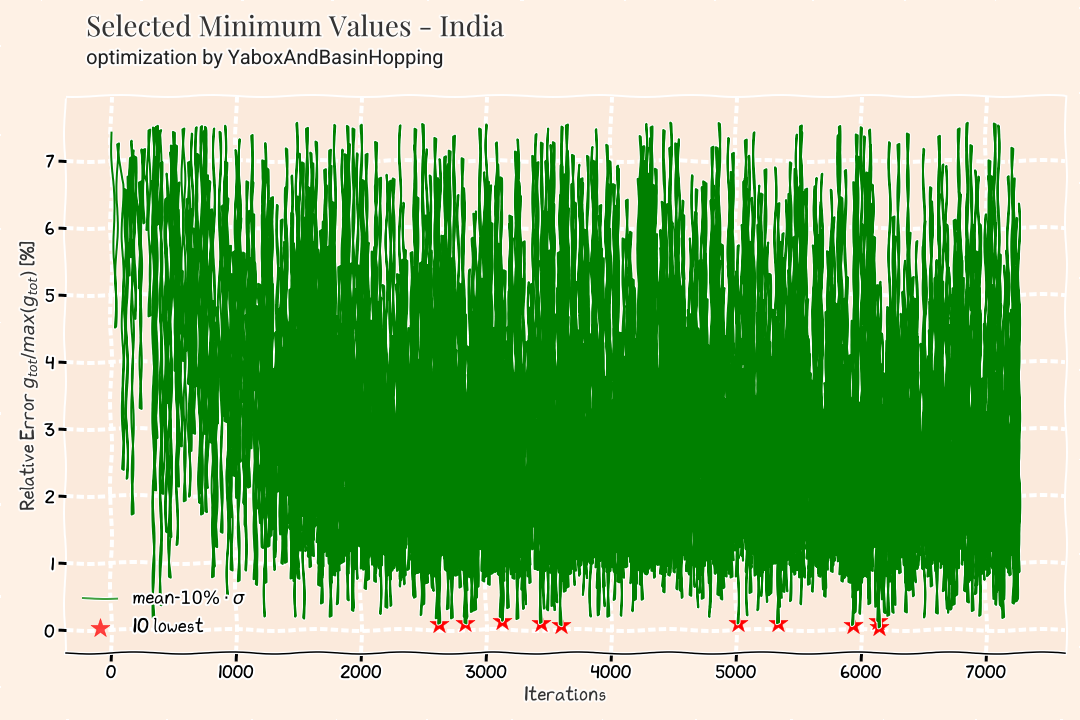 Selected Minimum Values - India
optimization by YaboxAndBasinHopping
Relative Error g_tot/max(g_tot) [%]
7
6
5
4
3
2
1
0
mean-10% · σ
10 lowest
0 1000 2000 3000 4000 5000 6000 7000
Iterations